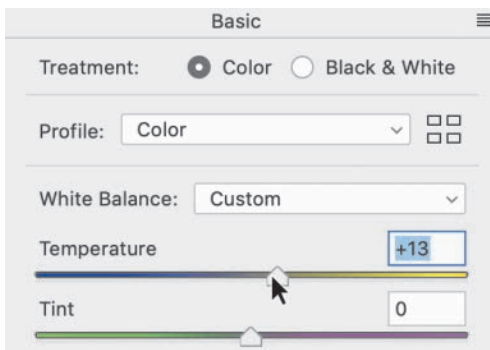 Basic
Treatment: Color Black & White
Profile: Color
White Balance: Custom
Temperature +13
Tint 0